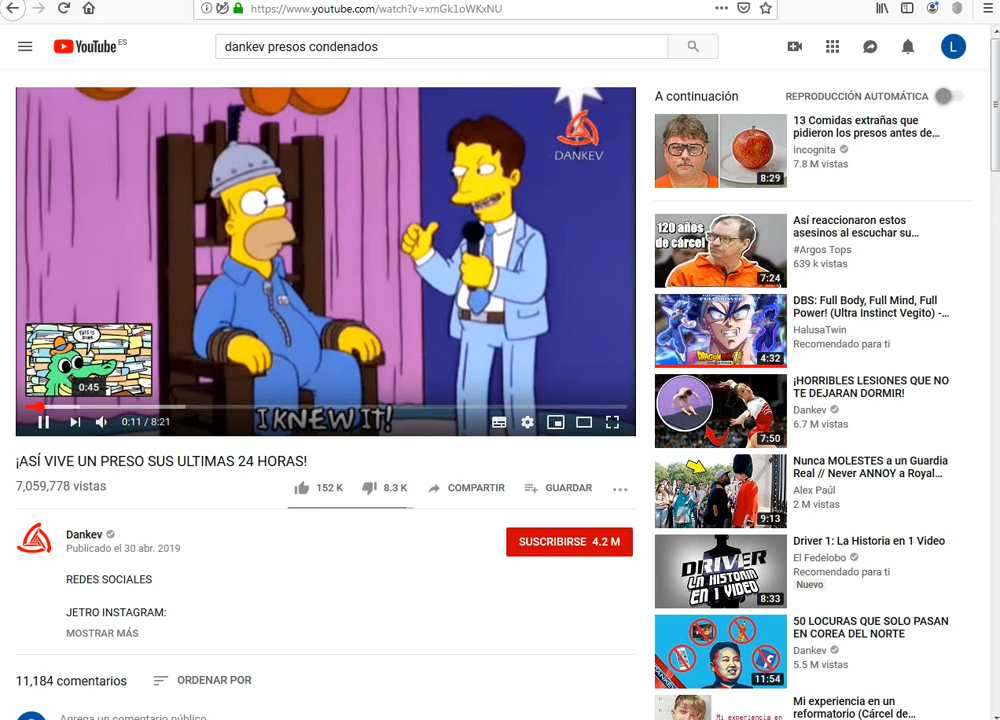 https://www.youtube.com/watch?v=xmGk1oWKxNU
YouTube ES
dankev presos condenados
L
DANKEV
THIS IS FINE.
0:45
I KNEW IT!
0:11 / 8:21
¡ASÍ VIVE UN PRESO SUS ULTIMAS 24 HORAS!
7,059,778 vistas
152 K
8.3 K
COMPARTIR
GUARDAR
Dankev
Publicado el 30 abr. 2019
SUSCRIBIRSE 4.2 M
REDES SOCIALES
JETRO INSTAGRAM:
MOSTRAR MÁS
11,184 comentarios
ORDENAR POR
Agrega un comentario público
A continuación
REPRODUCCIÓN AUTOMÁTICA
8:29
13 Comidas extrañas que
pidieron los presos antes de…
Incognita
7.8 M vistas
120 años
de cárcel
7:24
Así reaccionaron estos
asesinos al escuchar su…
#Argos Tops
639 k vistas
4:32
DBS: Full Body, Full Mind, Full
Power! (Ultra Instinct Vegito) -…
HalusaTwin
Recomendado para ti
7:50
¡HORRIBLES LESIONES QUE NO
TE DEJARAN DORMIR!
Dankev
6.7 M vistas
9:13
Nunca MOLESTES a un Guardia
Real // Never ANNOY a Royal…
Alex Paúl
2 M vistas
DRIVER
LA HISTORIA
EN 1 VIDEO
8:33
Driver 1: La Historia en 1 Video
El Fedelobo
Recomendado para ti
Nuevo
11:54
50 LOCURAS QUE SOLO PASAN
EN COREA DEL NORTE
Dankev
5.5 M vistas
Mi experiencia en
Mi experiencia en un
reformatorio (Cárcel de…